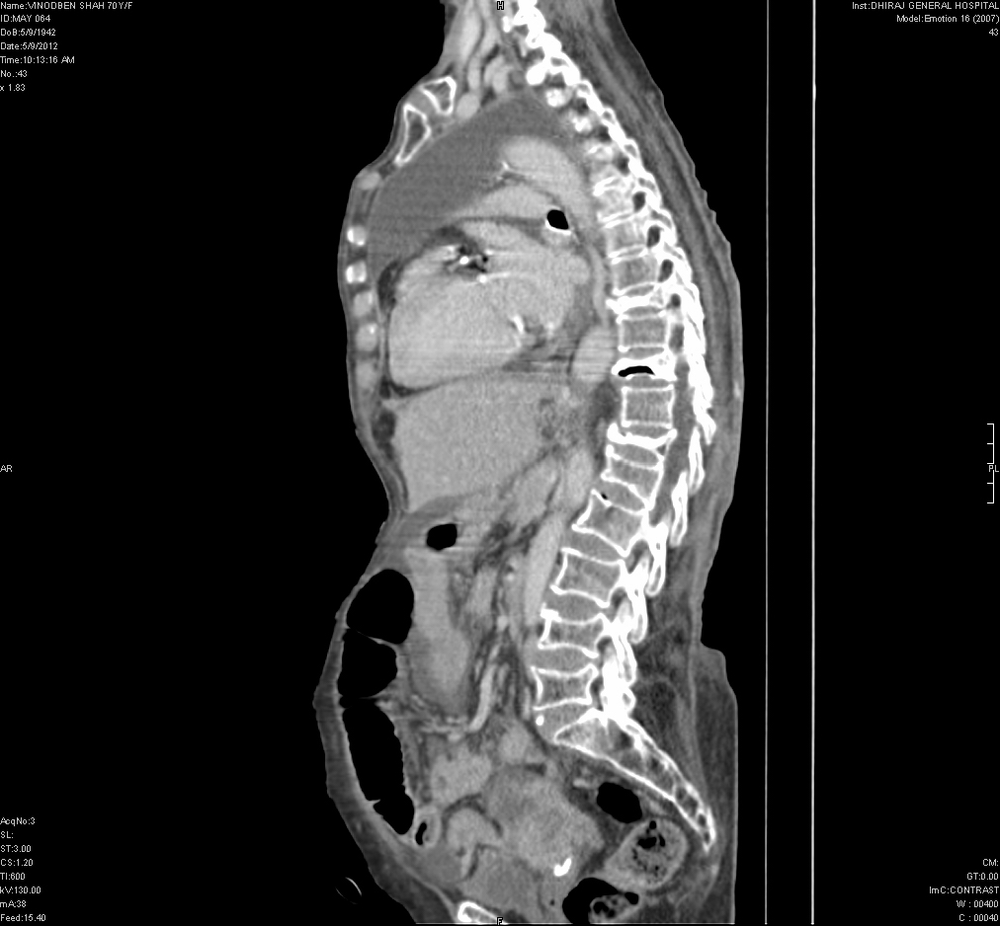 Name:VINODBEN SHAH 70Y/F
ID:MAY 064
DoB:5/9/1942
Date:5/9/2012
Time:10:13:16 AM
No.:43
x 1.83
H
Inst:DHIRAJ GENERAL HOSPITAL
Model:Emotion 16 (2007)
43
AR
PL
AcqNo:3
SL:
ST:3.00
CS:1.20
TI:600
kV:130.00
mA:38
Feed:15.40
F
CM:
GT:0.00
ImC:CONTRAST
W : 00400
C : 00040